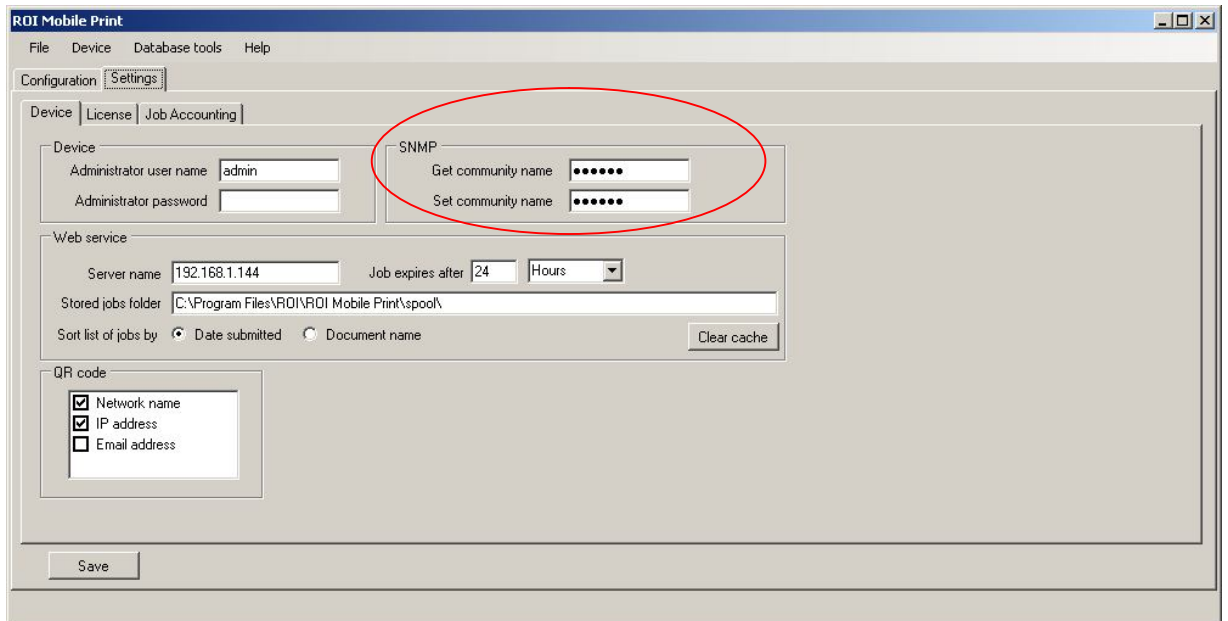 ROI Mobile Print
File Device Database tools Help
Configuration Settings
Device License Job Accounting
Device
Administrator user name admin
Administrator password
SNMP
Get community name ●●●●●●
Set community name ●●●●●●
Web service
Server name 192.168.1.144 Job expires after 24 Hours
Stored jobs folder C:\Program Files\ROI\ROI Mobile Print\spool\
Sort list of jobs by Date submitted Document name Clear cache
QR code
Network name
IP address
Email address
Save